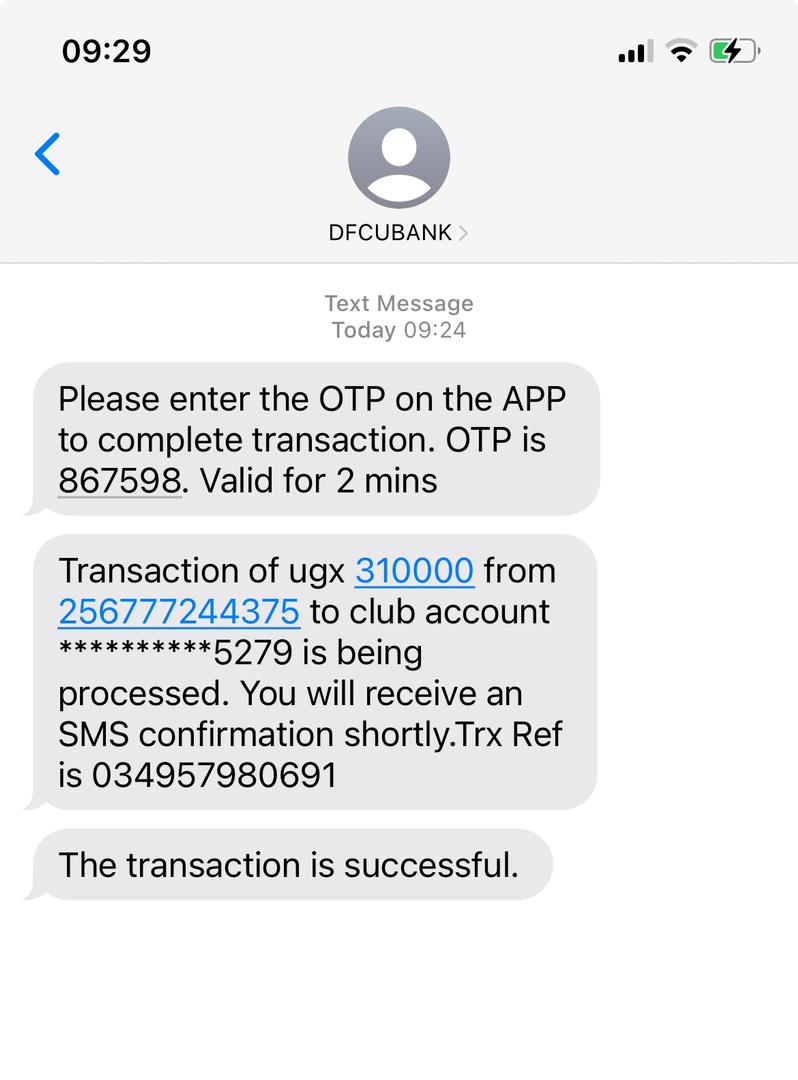 09:29
DFCUBANK
Text Message
Today 09:24
Please enter the OTP on the APP
to complete transaction. OTP is
867598. Valid for 2 mins
Transaction of ugx 310000 from
256777244375 to club account
**********5279 is being
processed. You will receive an
SMS confirmation shortly.Trx Ref
is 034957980691
The transaction is successful.